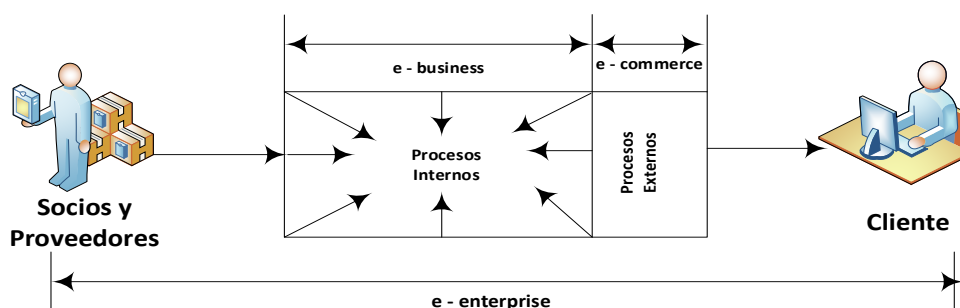 e - business
e - commerce
Procesos
Internos
Procesos
Externos
Socios y
Proveedores
Cliente
e - enterprise